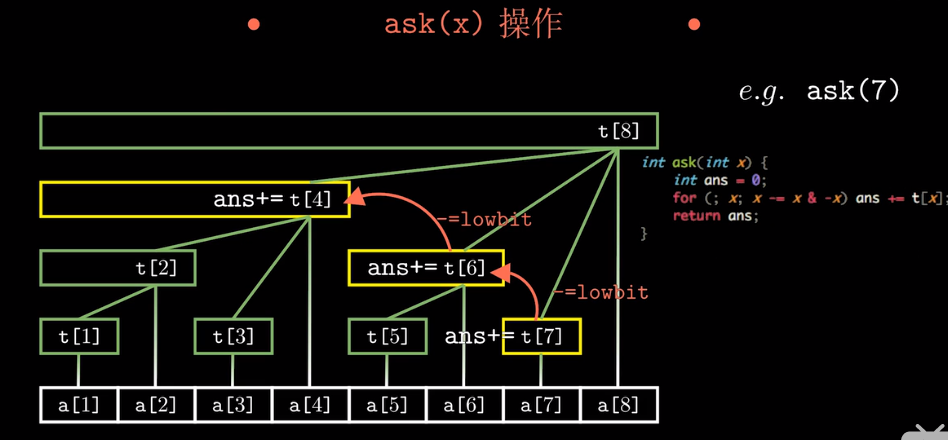 ask(x) 操作
e.g. ask(7)
t[8]
int ask(int x) {
int ans = 0;
for (; x; x -= x & -x) ans += t[x];
return ans;
}
ans+= t[4]
-=lowbit
t[2]
ans+= t[6]
-=lowbit
t[1]
t[3]
t[5]
ans+= t[7]
a[1] a[2] a[3] a[4] a[5] a[6] a[7] a[8]